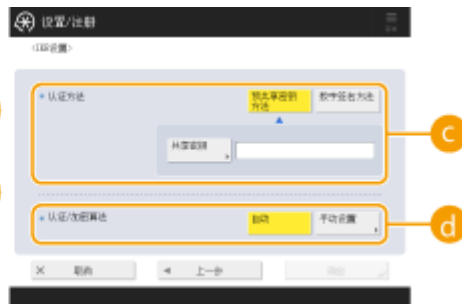 设置/注册
<IKE设置>
认证方法
预共享密钥
方法
数字签名方法
共享密钥
c
认证/加密算法
自动
手动设置
d
× 取消
上一步